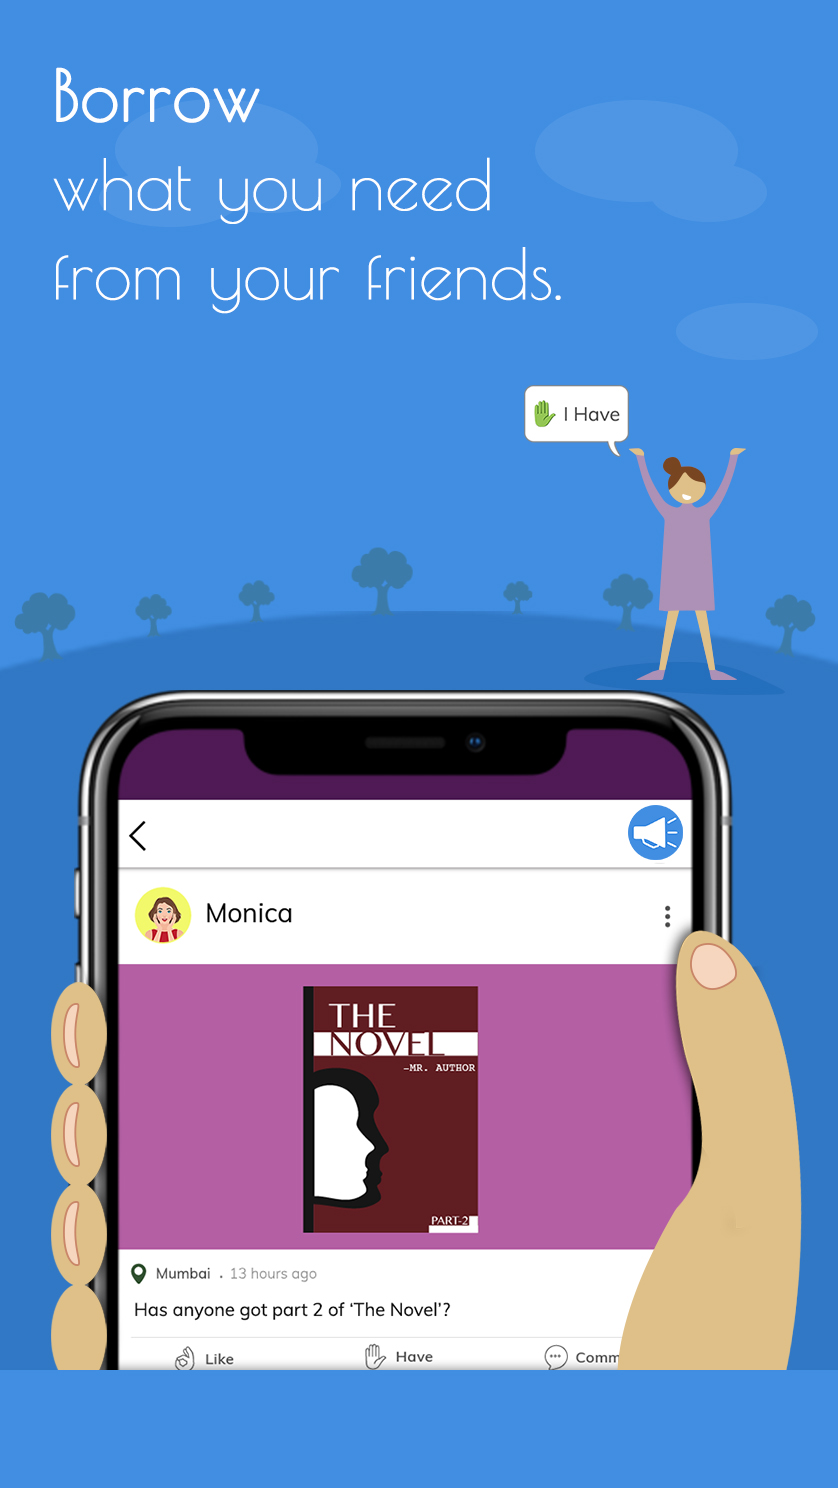 Borrow
what you need
from your friends.
I Have
Monica
THE
NOVEL
-MR. AUTHOR
PART-2
Mumbai . 13 hours ago
Has anyone got part 2 of ‘The Novel’?
Like Have Comm